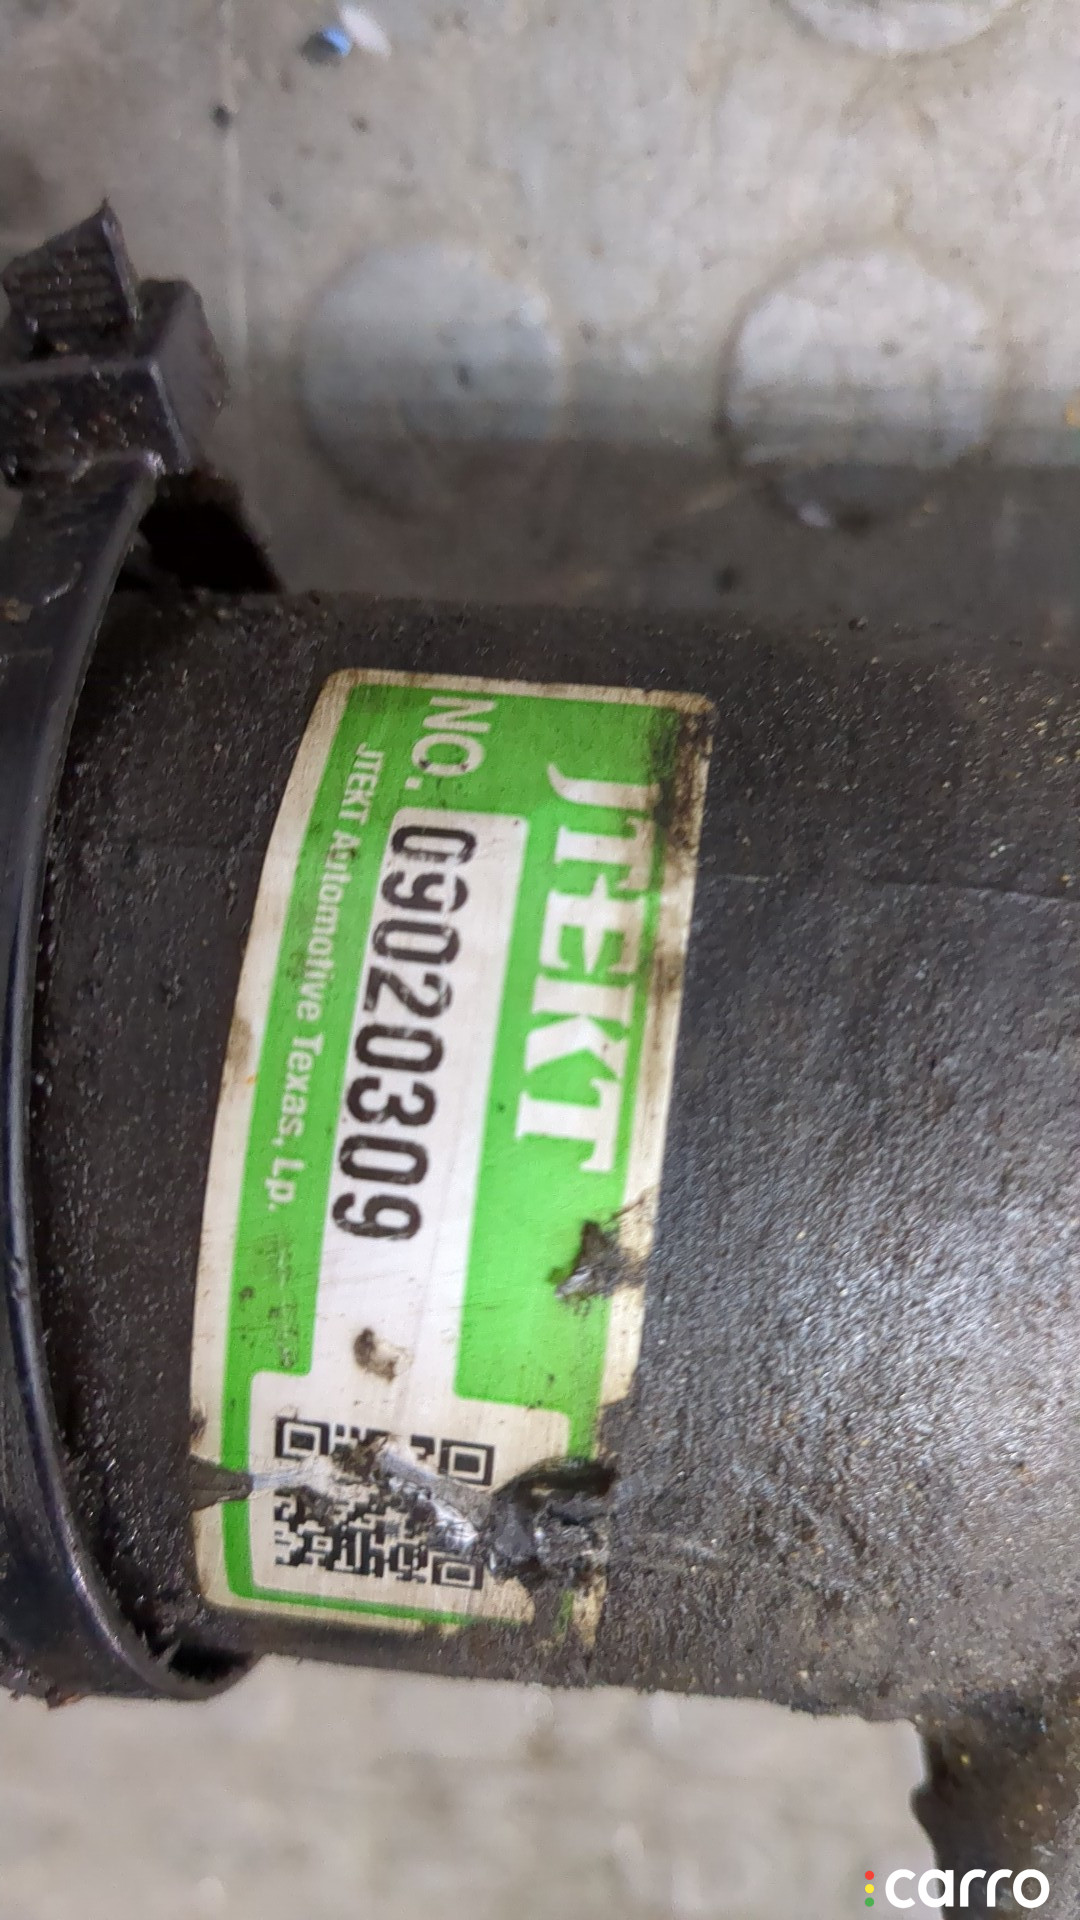 JTEKT
NO. 09020309
JTEKT Automotive Texas, Lp.
carro